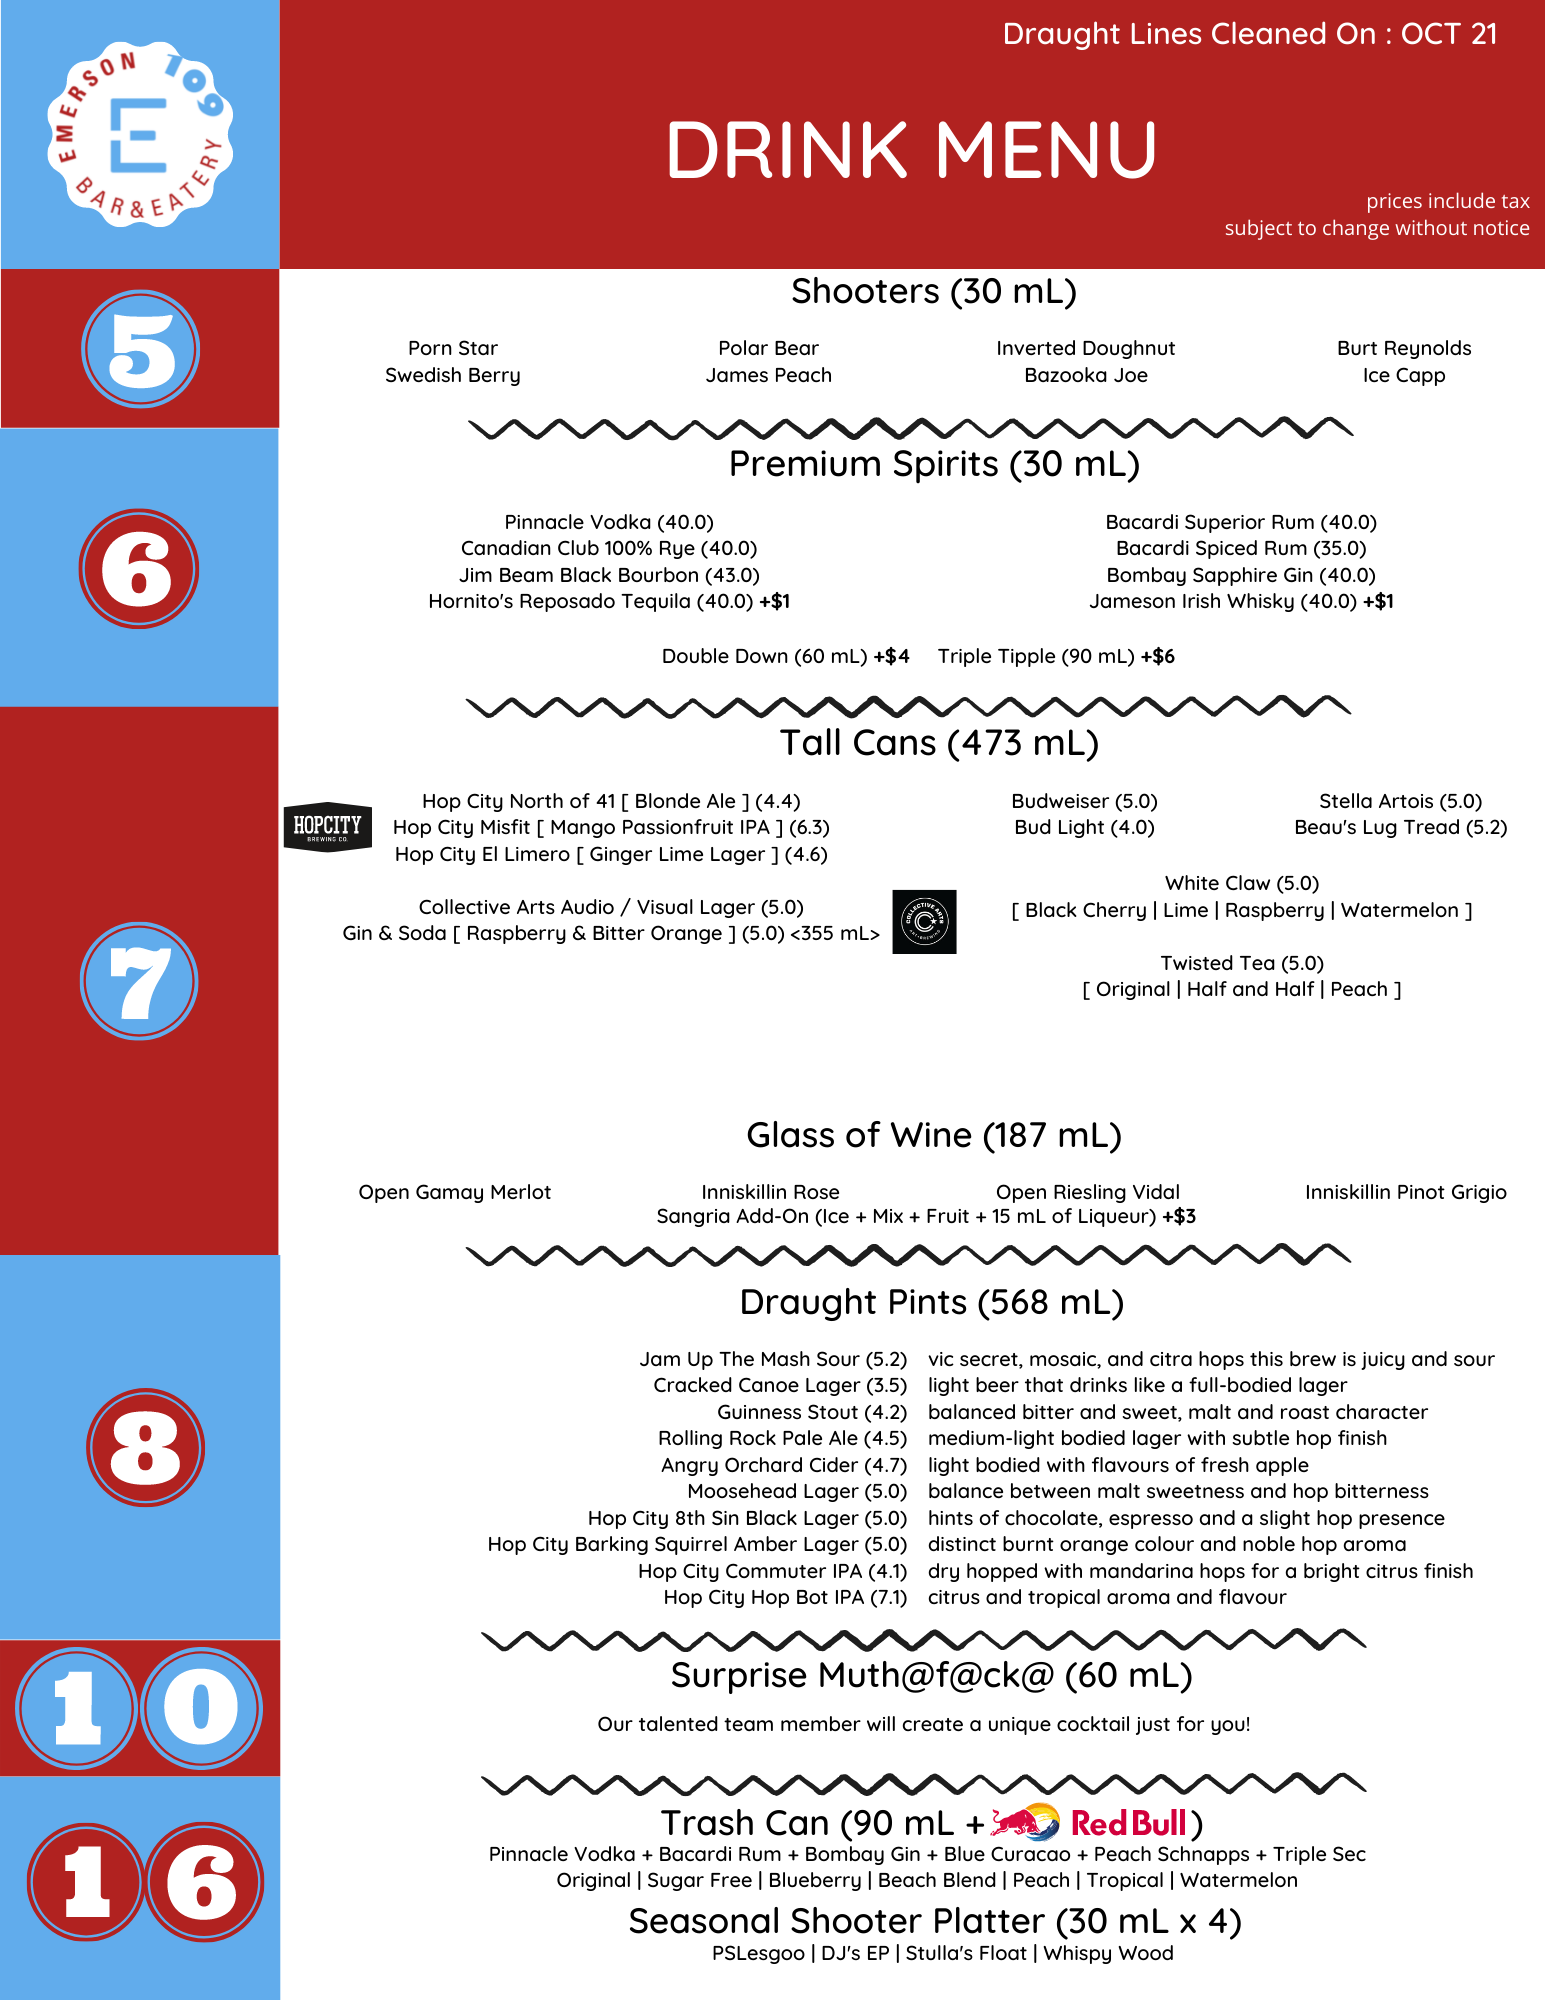 EMERSON 109
E
BAR & EATERY
Draught Lines Cleaned On : OCT 21
DRINK MENU
prices include tax
subject to change without notice
5
Shooters (30 mL)
Porn Star
Swedish Berry
Polar Bear
James Peach
Inverted Doughnut
Bazooka Joe
Burt Reynolds
Ice Capp
6
Premium Spirits (30 mL)
Pinnacle Vodka (40.0)
Canadian Club 100% Rye (40.0)
Jim Beam Black Bourbon (43.0)
Hornito's Reposado Tequila (40.0) +$1
Bacardi Superior Rum (40.0)
Bacardi Spiced Rum (35.0)
Bombay Sapphire Gin (40.0)
Jameson Irish Whisky (40.0) +$1
Double Down (60 mL) +$4 Triple Tipple (90 mL) +$6
7
Tall Cans (473 mL)
HOPCITY
BREWING CO.
Hop City North of 41 [ Blonde Ale ] (4.4)
Hop City Misfit [ Mango Passionfruit IPA ] (6.3)
Hop City El Limero [ Ginger Lime Lager ] (4.6)
Collective Arts Audio / Visual Lager (5.0)
Gin & Soda [ Raspberry & Bitter Orange ] (5.0) <355 mL>
COLLECTIVE ARTS
Budweiser (5.0)
Bud Light (4.0)
Stella Artois (5.0)
Beau's Lug Tread (5.2)
White Claw (5.0)
[ Black Cherry | Lime | Raspberry | Watermelon ]
Twisted Tea (5.0)
[ Original | Half and Half | Peach ]
Glass of Wine (187 mL)
Open Gamay Merlot Inniskillin Rose Open Riesling Vidal Inniskillin Pinot Grigio
Sangria Add-On (Ice + Mix + Fruit + 15 mL of Liqueur) +$3
8
Draught Pints (568 mL)
Jam Up The Mash Sour (5.2) vic secret, mosaic, and citra hops this brew is juicy and sour
Cracked Canoe Lager (3.5) light beer that drinks like a full-bodied lager
Guinness Stout (4.2) balanced bitter and sweet, malt and roast character
Rolling Rock Pale Ale (4.5) medium-light bodied lager with subtle hop finish
Angry Orchard Cider (4.7) light bodied with flavours of fresh apple
Moosehead Lager (5.0) balance between malt sweetness and hop bitterness
Hop City 8th Sin Black Lager (5.0) hints of chocolate, espresso and a slight hop presence
Hop City Barking Squirrel Amber Lager (5.0) distinct burnt orange colour and noble hop aroma
Hop City Commuter IPA (4.1) dry hopped with mandarina hops for a bright citrus finish
Hop City Hop Bot IPA (7.1) citrus and tropical aroma and flavour
10
Surprise Muth@f@ck@ (60 mL)
Our talented team member will create a unique cocktail just for you!
16
Trash Can (90 mL + Red Bull)
Pinnacle Vodka + Bacardi Rum + Bombay Gin + Blue Curacao + Peach Schnapps + Triple Sec
Original | Sugar Free | Blueberry | Beach Blend | Peach | Tropical | Watermelon
Seasonal Shooter Platter (30 mL x 4)
PSLesgoo | DJ's EP | Stulla's Float | Whispy Wood